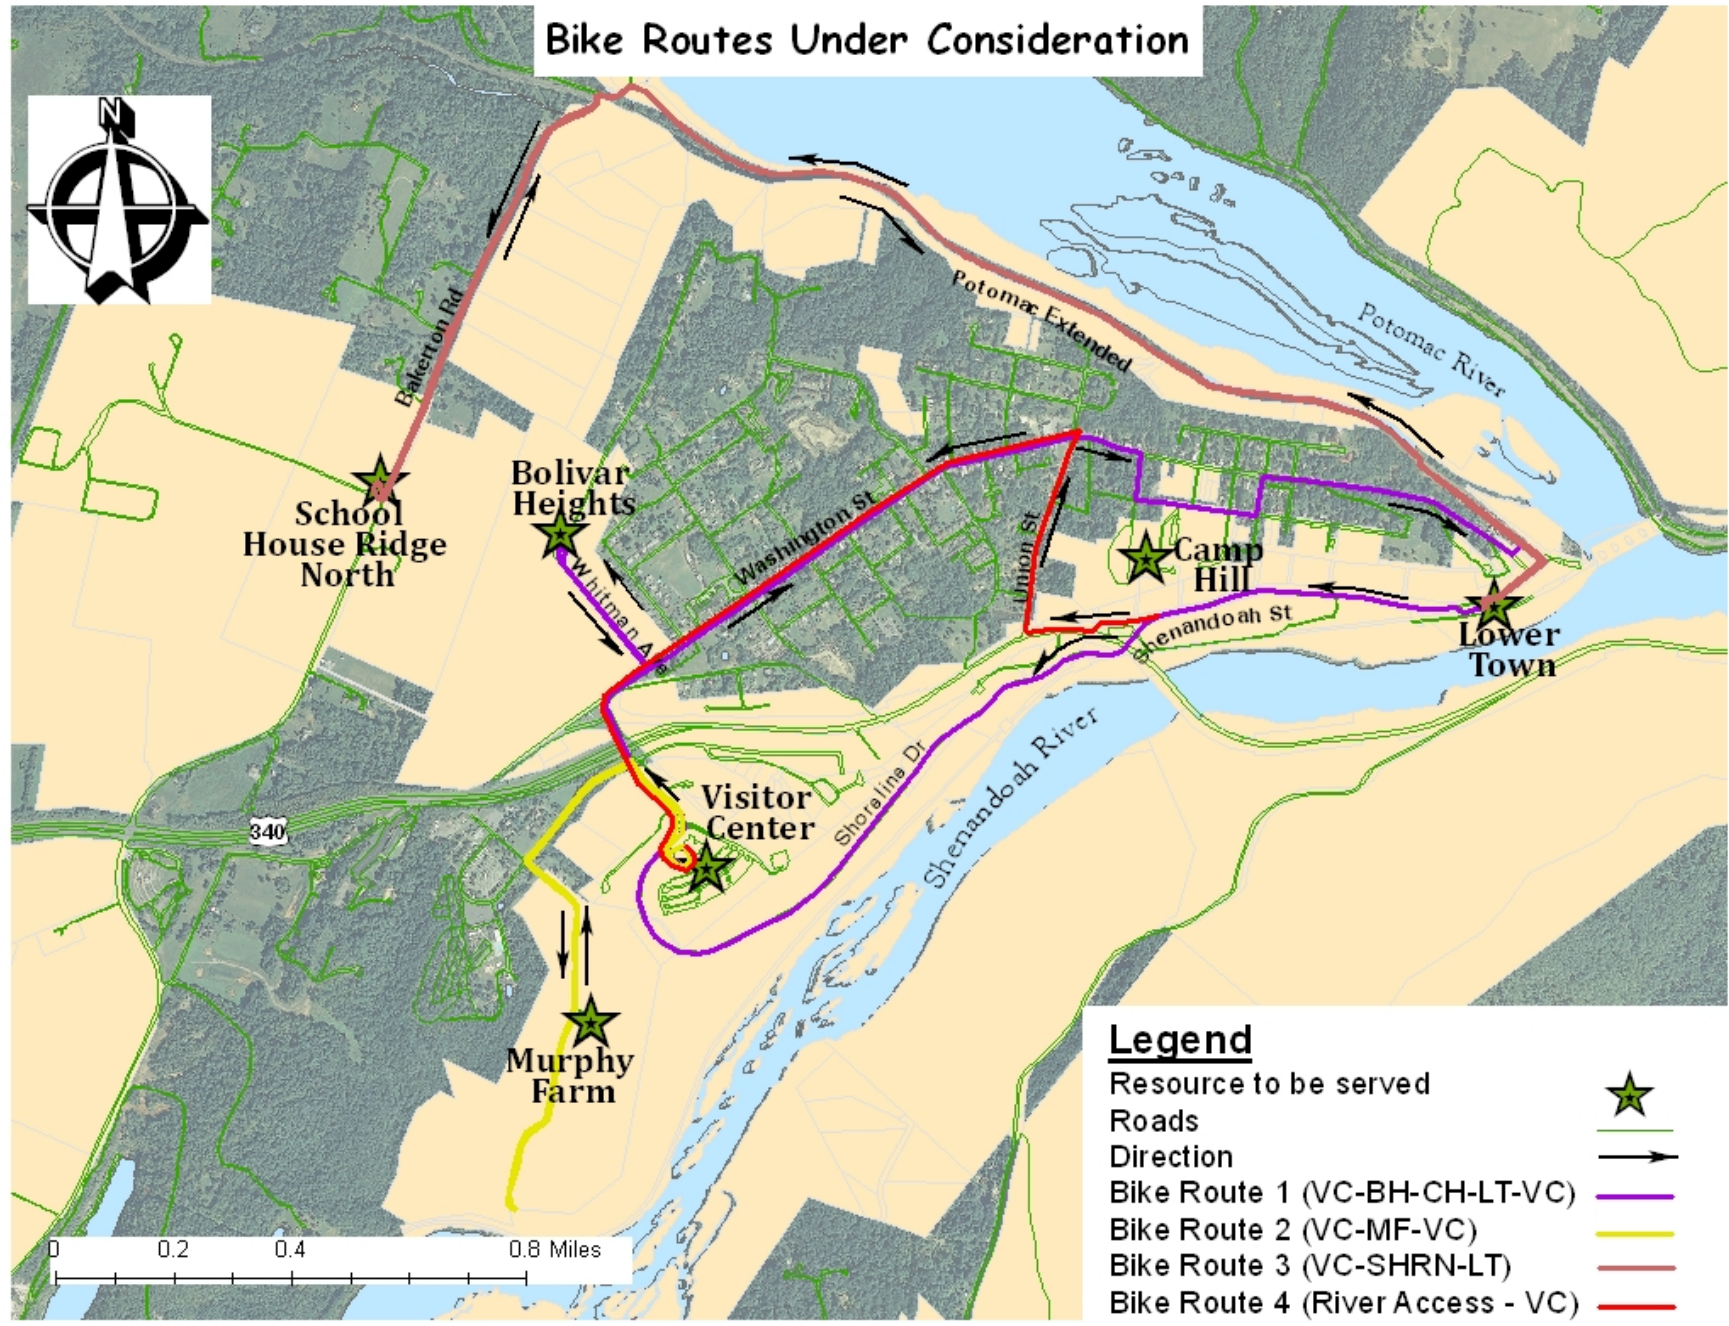 Bike Routes Under Consideration
N
Bakerton Rd
Potomac Extended
Potomac River
Bolivar
Heights
School
House Ridge
North
Whitman Ave
Washington St
Union St
Camp
Hill
Shenandoah St
Lower
Town
Shenandoah River
Shoreline Dr
Visitor
Center
340
Murphy
Farm
Legend
Resource to be served
Roads
Direction
Bike Route 1 (VC-BH-CH-LT-VC)
Bike Route 2 (VC-MF-VC)
Bike Route 3 (VC-SHRN-LT)
Bike Route 4 (River Access - VC)
0 0.2 0.4 0.8 Miles